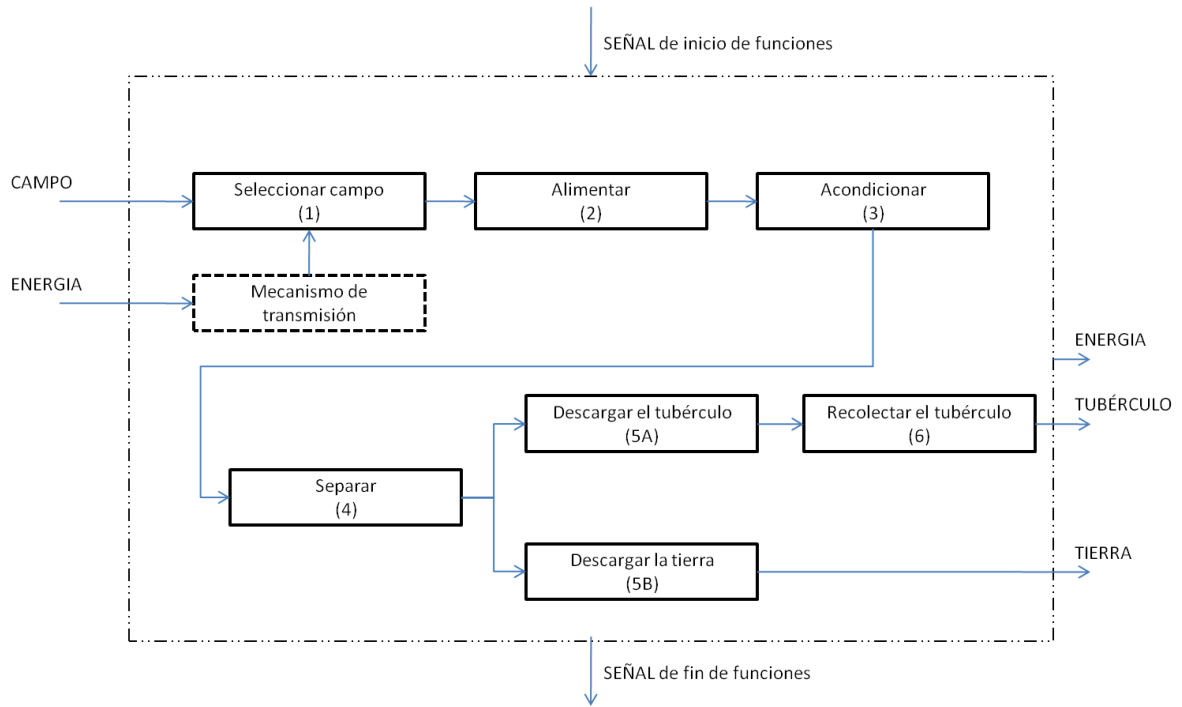 SEÑAL de inicio de funciones
CAMPO
Seleccionar campo
(1)
Alimentar
(2)
Acondicionar
(3)
ENERGIA
Mecanismo de
transmisión
ENERGIA
Descargar el tubérculo
(5A)
Recolectar el tubérculo
(6)
TUBÉRCULO
Separar
(4)
Descargar la tierra
(5B)
TIERRA
SEÑAL de fin de funciones